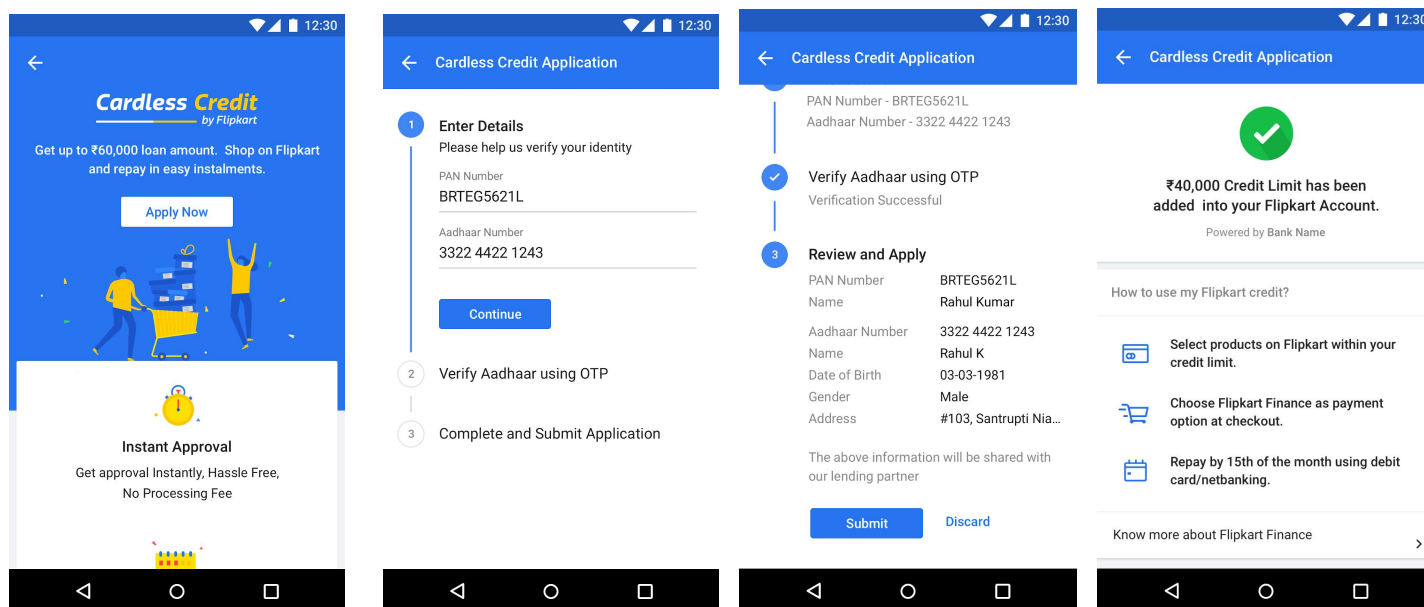 12:30
Cardless Credit
by Flipkart
Get up to ₹60,000 loan amount. Shop on Flipkart
and repay in easy instalments.
Apply Now
Instant Approval
Get approval Instantly, Hassle Free,
No Processing Fee
12:30
Cardless Credit Application
1
Enter Details
Please help us verify your identity
PAN Number
BRTEG5621L
Aadhaar Number
3322 4422 1243
Continue
2 Verify Aadhaar using OTP
3 Complete and Submit Application
12:30
Cardless Credit Application
PAN Number - BRTEG5621L
Aadhaar Number - 3322 4422 1243
Verify Aadhaar using OTP
Verification Successful
3 Review and Apply
PAN Number BRTEG5621L
Name Rahul Kumar
Aadhaar Number 3322 4422 1243
Name Rahul K
Date of Birth 03-03-1981
Gender Male
Address #103, Santrupti Nia...
The above information will be shared with
our lending partner
Submit Discard
12:30
Cardless Credit Application
₹40,000 Credit Limit has been
added into your Flipkart Account.
Powered by Bank Name
How to use my Flipkart credit?
Select products on Flipkart within your
credit limit.
Choose Flipkart Finance as payment
option at checkout.
Repay by 15th of the month using debit
card/netbanking.
Know more about Flipkart Finance